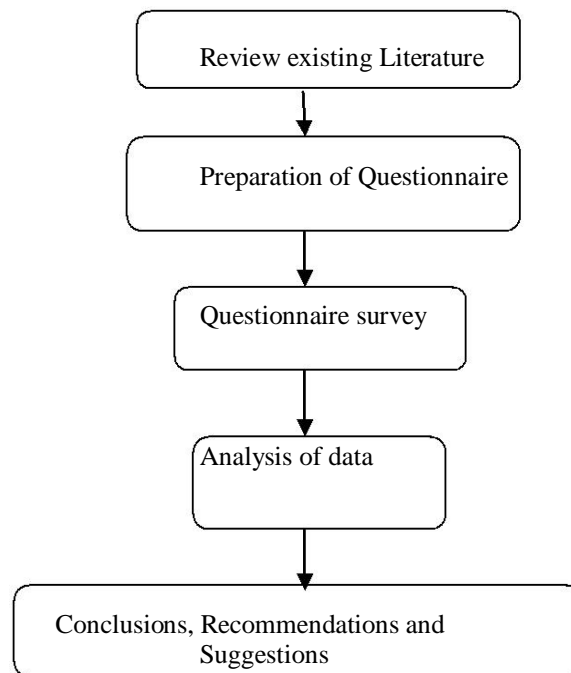 Review existing Literature
Preparation of Questionnaire
Questionnaire survey
Analysis of data
Conclusions, Recommendations and
Suggestions